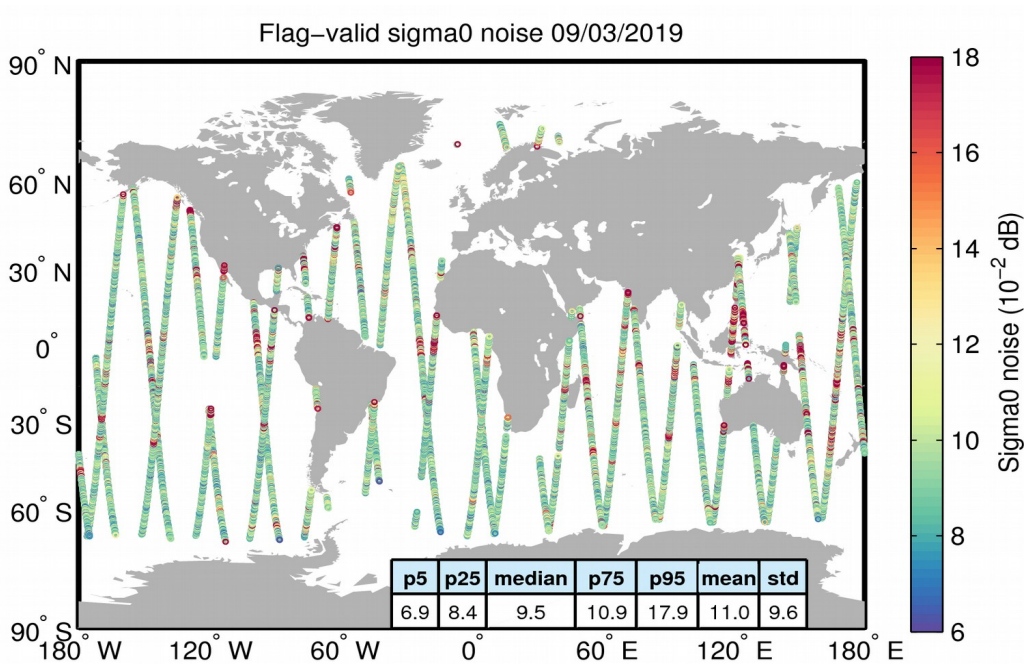 Flag−valid sigma0 noise 09/03/2019
90° N
60° N
30° N
0°
30° S
60° S
90° S
180° W
120° W
60° W
0°
60° E
120° E
180° E
18
16
14
12
10
8
6
Sigma0 noise (10⁻² dB)
p5 p25 median p75 p95 mean std
6.9 8.4 9.5 10.9 17.9 11.0 9.6